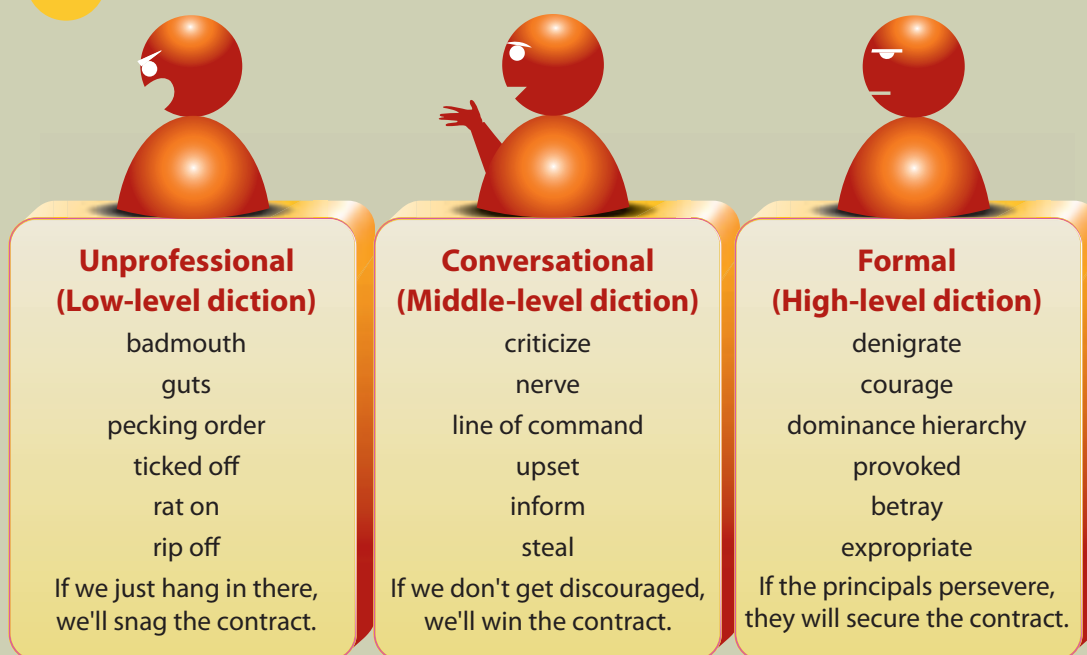 Unprofessional
(Low-level diction)
badmouth
guts
pecking order
ticked off
rat on
rip off
If we just hang in there,
we'll snag the contract.
Conversational
(Middle-level diction)
criticize
nerve
line of command
upset
inform
steal
If we don't get discouraged,
we'll win the contract.
Formal
(High-level diction)
denigrate
courage
dominance hierarchy
provoked
betray
expropriate
If the principals persevere,
they will secure the contract.